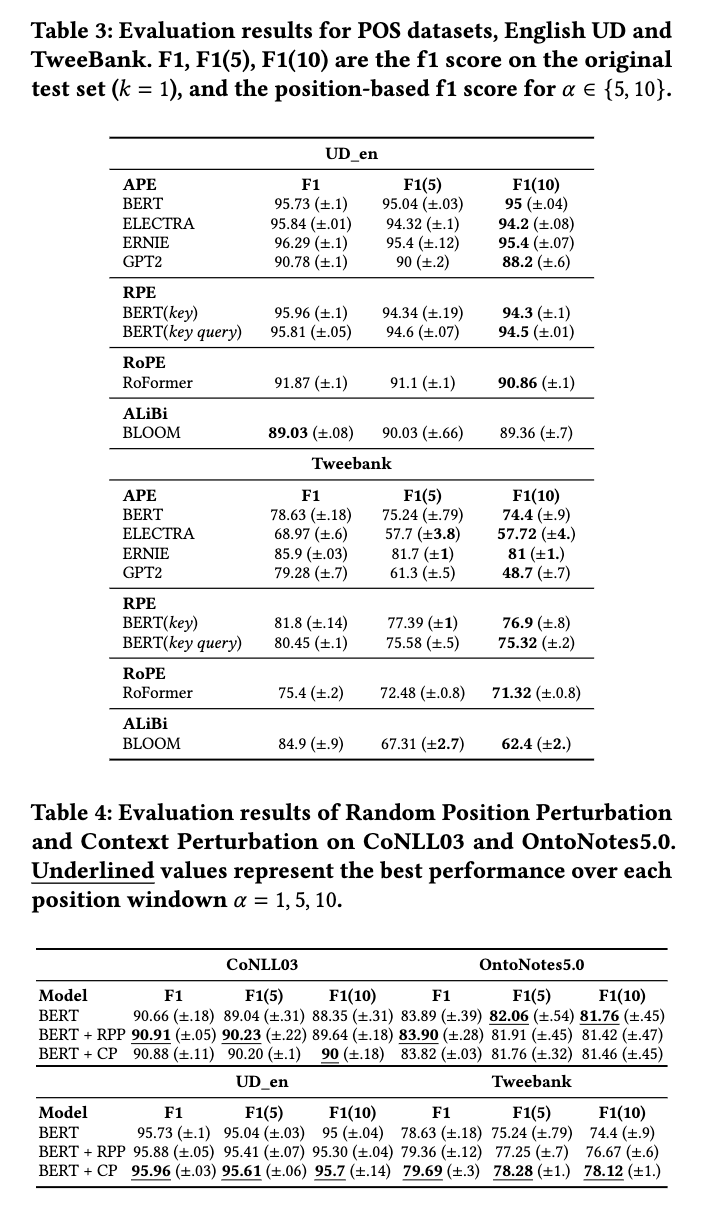 Table 3: Evaluation results for POS datasets, English UD and
TweeBank. F1, F1(5), F1(10) are the f1 score on the original
test set (k = 1), and the position-based f1 score for α ∈ {5, 10}.
UD_en
APE F1 F1(5) F1(10)
BERT 95.73 (±.1) 95.04 (±.03) 95 (±.04)
ELECTRA 95.84 (±.01) 94.32 (±.1) 94.2 (±.08)
ERNIE 96.29 (±.1) 95.4 (±.12) 95.4 (±.07)
GPT2 90.78 (±.1) 90 (±.2) 88.2 (±.6)
RPE
BERT(key) 95.96 (±.1) 94.34 (±.19) 94.3 (±.1)
BERT(key query) 95.81 (±.05) 94.6 (±.07) 94.5 (±.01)
RoPE
RoFormer 91.87 (±.1) 91.1 (±.1) 90.86 (±.1)
ALiBi
BLOOM 89.03 (±.08) 90.03 (±.66) 89.36 (±.7)
Tweebank
APE F1 F1(5) F1(10)
BERT 78.63 (±.18) 75.24 (±.79) 74.4 (±.9)
ELECTRA 68.97 (±.6) 57.7 (±3.8) 57.72 (±4.)
ERNIE 85.9 (±.03) 81.7 (±1) 81 (±1.)
GPT2 79.28 (±.7) 61.3 (±.5) 48.7 (±.7)
RPE
BERT(key) 81.8 (±.14) 77.39 (±1) 76.9 (±.8)
BERT(key query) 80.45 (±.1) 75.58 (±.5) 75.32 (±.2)
RoPE
RoFormer 75.4 (±.2) 72.48 (±.0.8) 71.32 (±.0.8)
ALiBi
BLOOM 84.9 (±.9) 67.31 (±2.7) 62.4 (±2.)
Table 4: Evaluation results of Random Position Perturbation
and Context Perturbation on CoNLL03 and OntoNotes5.0.
Underlined values represent the best performance over each
position windown α = 1, 5, 10.
CoNLL03 OntoNotes5.0
Model F1 F1(5) F1(10) F1 F1(5) F1(10)
BERT 90.66 (±.18) 89.04 (±.31) 88.35 (±.31) 83.89 (±.39) 82.06 (±.54) 81.76 (±.45)
BERT + RPP 90.91 (±.05) 90.23 (±.22) 89.64 (±.18) 83.90 (±.28) 81.91 (±.45) 81.42 (±.47)
BERT + CP 90.88 (±.11) 90.20 (±.1) 90 (±.18) 83.82 (±.03) 81.76 (±.32) 81.46 (±.45)
UD_en Tweebank
Model F1 F1(5) F1(10) F1 F1(5) F1(10)
BERT 95.73 (±.1) 95.04 (±.03) 95 (±.04) 78.63 (±.18) 75.24 (±.79) 74.4 (±.9)
BERT + RPP 95.88 (±.05) 95.41 (±.07) 95.30 (±.04) 79.36 (±.12) 77.25 (±.7) 76.67 (±.6)
BERT + CP 95.96 (±.03) 95.61 (±.06) 95.7 (±.14) 79.69 (±.3) 78.28 (±1.) 78.12 (±1.)